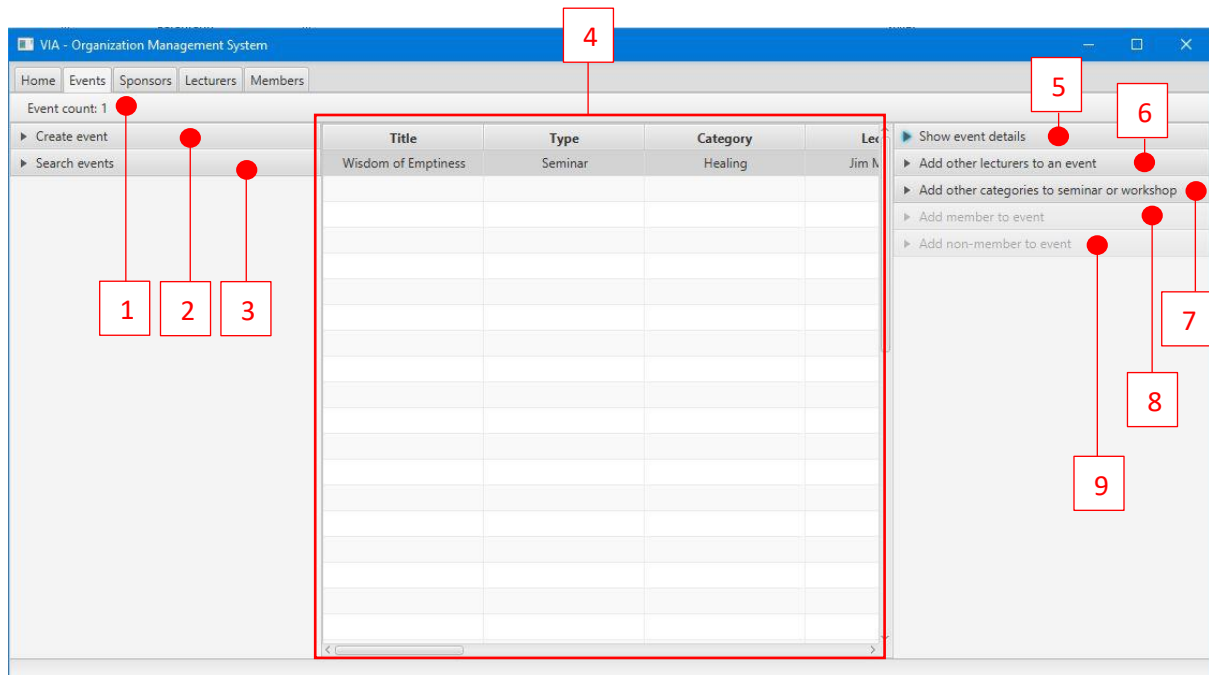 4
VIA - Organization Management System
Home Events Sponsors Lecturers Members
5
Event count: 1
6
Create event
Title Type Category Lec
Show event details
Search events
Wisdom of Emptiness Seminar Healing Jim
Add other lecturers to an event
Add other categories to seminar or workshop
Add member to event
Add non-member to event
1 2 3
7
8
9